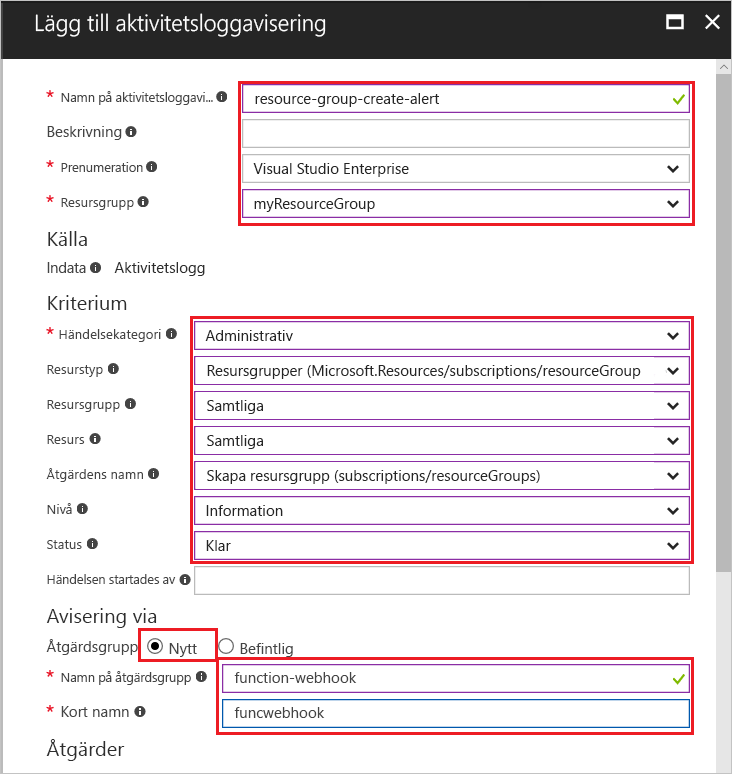 Lägg till aktivitetsloggavisering
* Namn på aktivitetsloggavi... resource-group-create-alert
Beskrivning
* Prenumeration Visual Studio Enterprise
* Resursgrupp myResourceGroup
Källa
Indata Aktivitetslogg
Kriterium
* Händelsekategori Administrativ
Resurstyp Resursgrupper (Microsoft.Resources/subscriptions/resourceGroup
Resursgrupp Samtliga
Resurs Samtliga
Åtgärdens namn Skapa resursgrupp (subscriptions/resourceGroups)
Nivå Information
Status Klar
Händelsen startades av
Avisering via
Åtgärdsgrupp Nytt Befintlig
* Namn på åtgärdsgrupp function-webhook
* Kort namn funcwebhook
Åtgärder